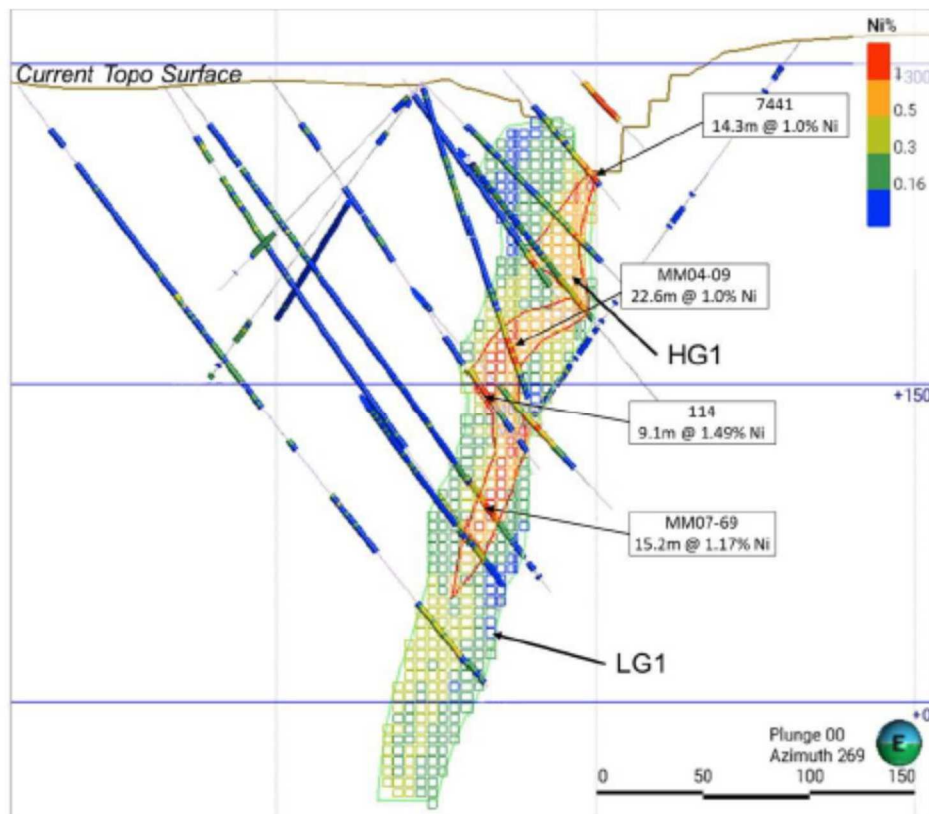 Ni%
Current Topo Surface
1
300
0.5
0.3
0.16
7441
14.3m @ 1.0% Ni
MM04-09
22.6m @ 1.0% Ni
HG1
+150
114
9.1m @ 1.49% Ni
MM07-69
15.2m @ 1.17% Ni
LG1
+0
Plunge 00
Azimuth 269
E
0 50 100 150